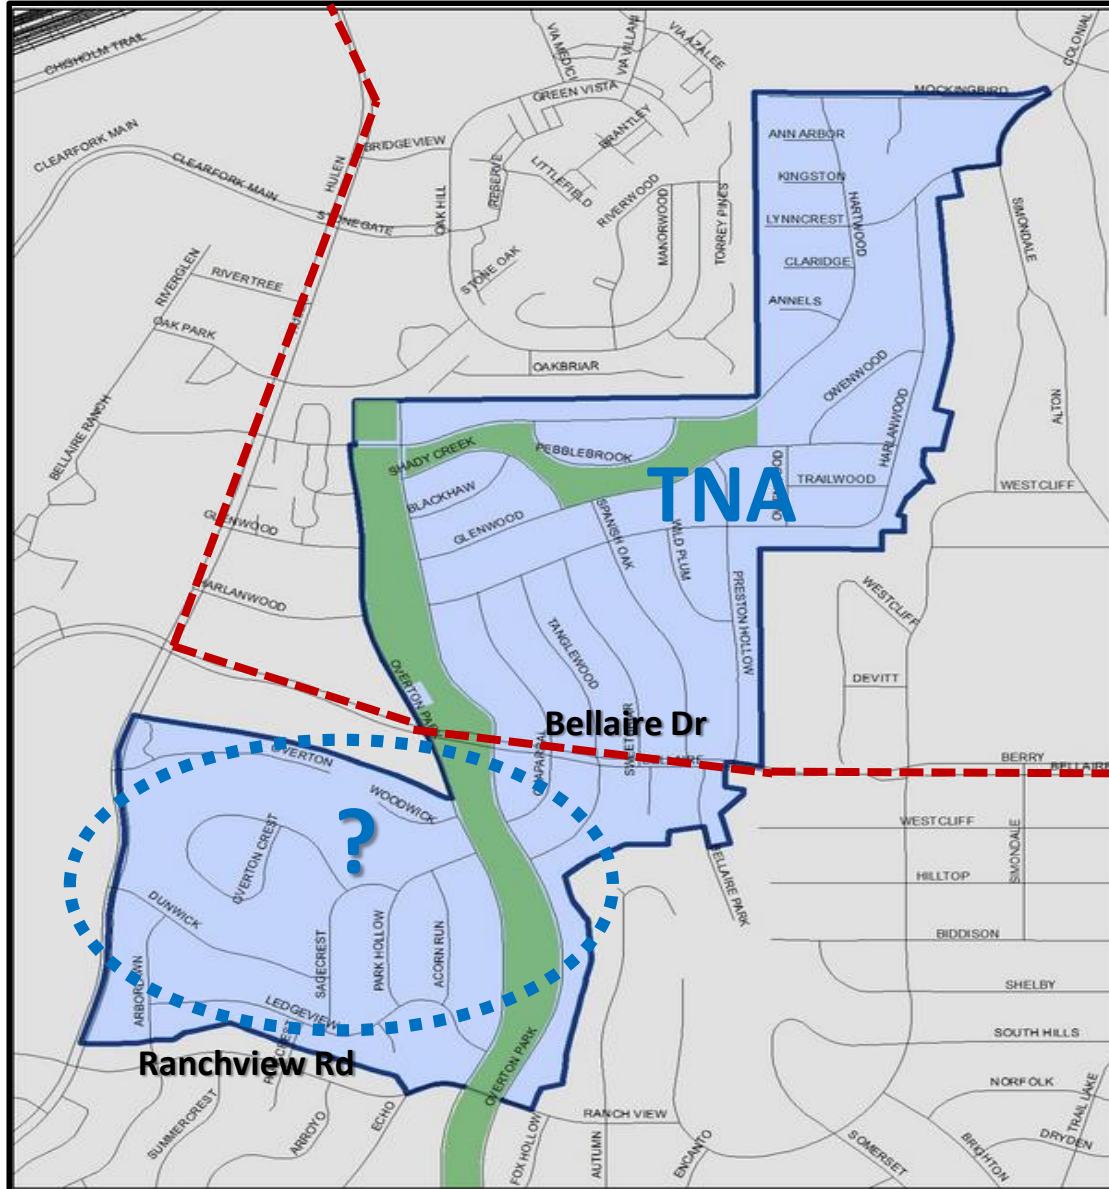 COLONIAL
CHISHOLM TRAIL
VIA MEDICI
VIA VILLANI
VIA AZALEE
GREEN VISTA
MOCKINGBIRD
CLEARFORK MAIN
BRIDGEVIEW
BRANTLEY
ANN ARBOR
CLEARFORK MAIN
HULEN
RESERVE
LITTLEFIELD
KINGSTON
STONEGATE
OAK HILL
RIVERWOOD
MANORWOOD
TORREY PINES
LYNNCREST
HARTWOOD
SIMONDALE
RIVERGLEN
RIVERTREE
STONE OAK
CLARIDGE
ANNELS
OAK PARK
OAKBRIAR
OWENWOOD
BELLAIRE RANCH
HARLANWOOD
ALTON
SHADY CREEK
PEBBLEBROOK
TNA
TRAILWOOD
WESTCLIFF
BLACKHAW
GLENWOOD
GLENWOOD
SPANISH OAK
WILD PLUM
PRESTON HOLLOW
HARLANWOOD
WESTCLIFF
TANGLEWOOD
DEVITT
OVERTON PARK
Bellaire Dr
OVERTON
BERRY
BELLAIRE
WOODWICK
?
OVERTON CREST
WESTCLIFF
SIMONDALE
BELLAIRE PARK
HILLTOP
DUNWICK
BIDDISON
SAGECREST
PARK HOLLOW
ACORN RUN
ARBORLAWN
SHELBY
LEDGEVIEW
SOUTH HILLS
Ranchview Rd
OVERTON PARK
NORFOLK
SUMMERCREST
ARROYO
ECHO
FOX HOLLOW
RANCH VIEW
AUTUMN
ENCANTO
SOMERSET
BRIGHTON
DRYDEN
TRAIL LAKE